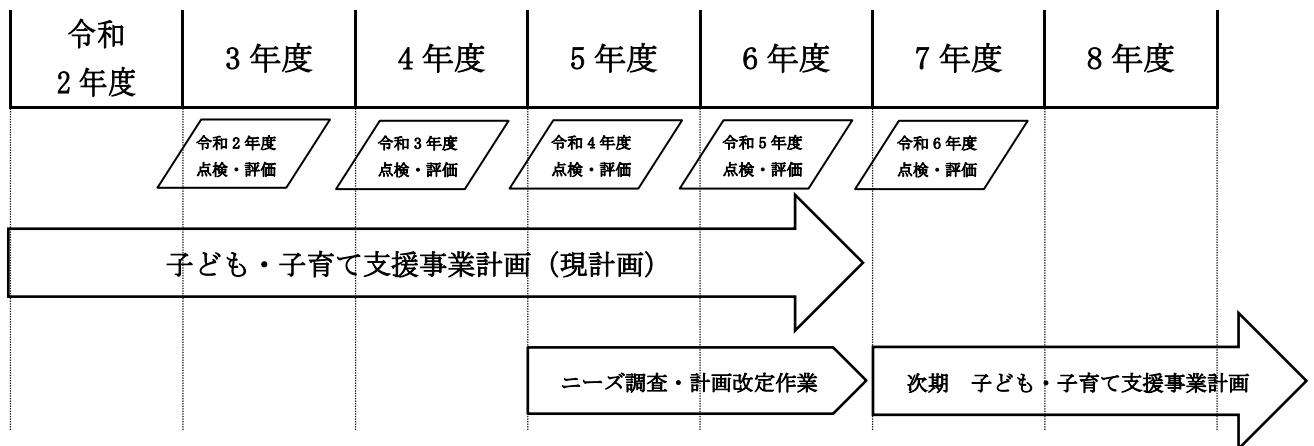 令和
2年度
3年度
4年度
5年度
6年度
7年度
8年度
令和2年度
点検・評価
令和3年度
点検・評価
令和4年度
点検・評価
令和5年度
点検・評価
令和6年度
点検・評価
子ども・子育て支援事業計画（現計画）
ニーズ調査・計画改定作業
次期　子ども・子育て支援事業計画